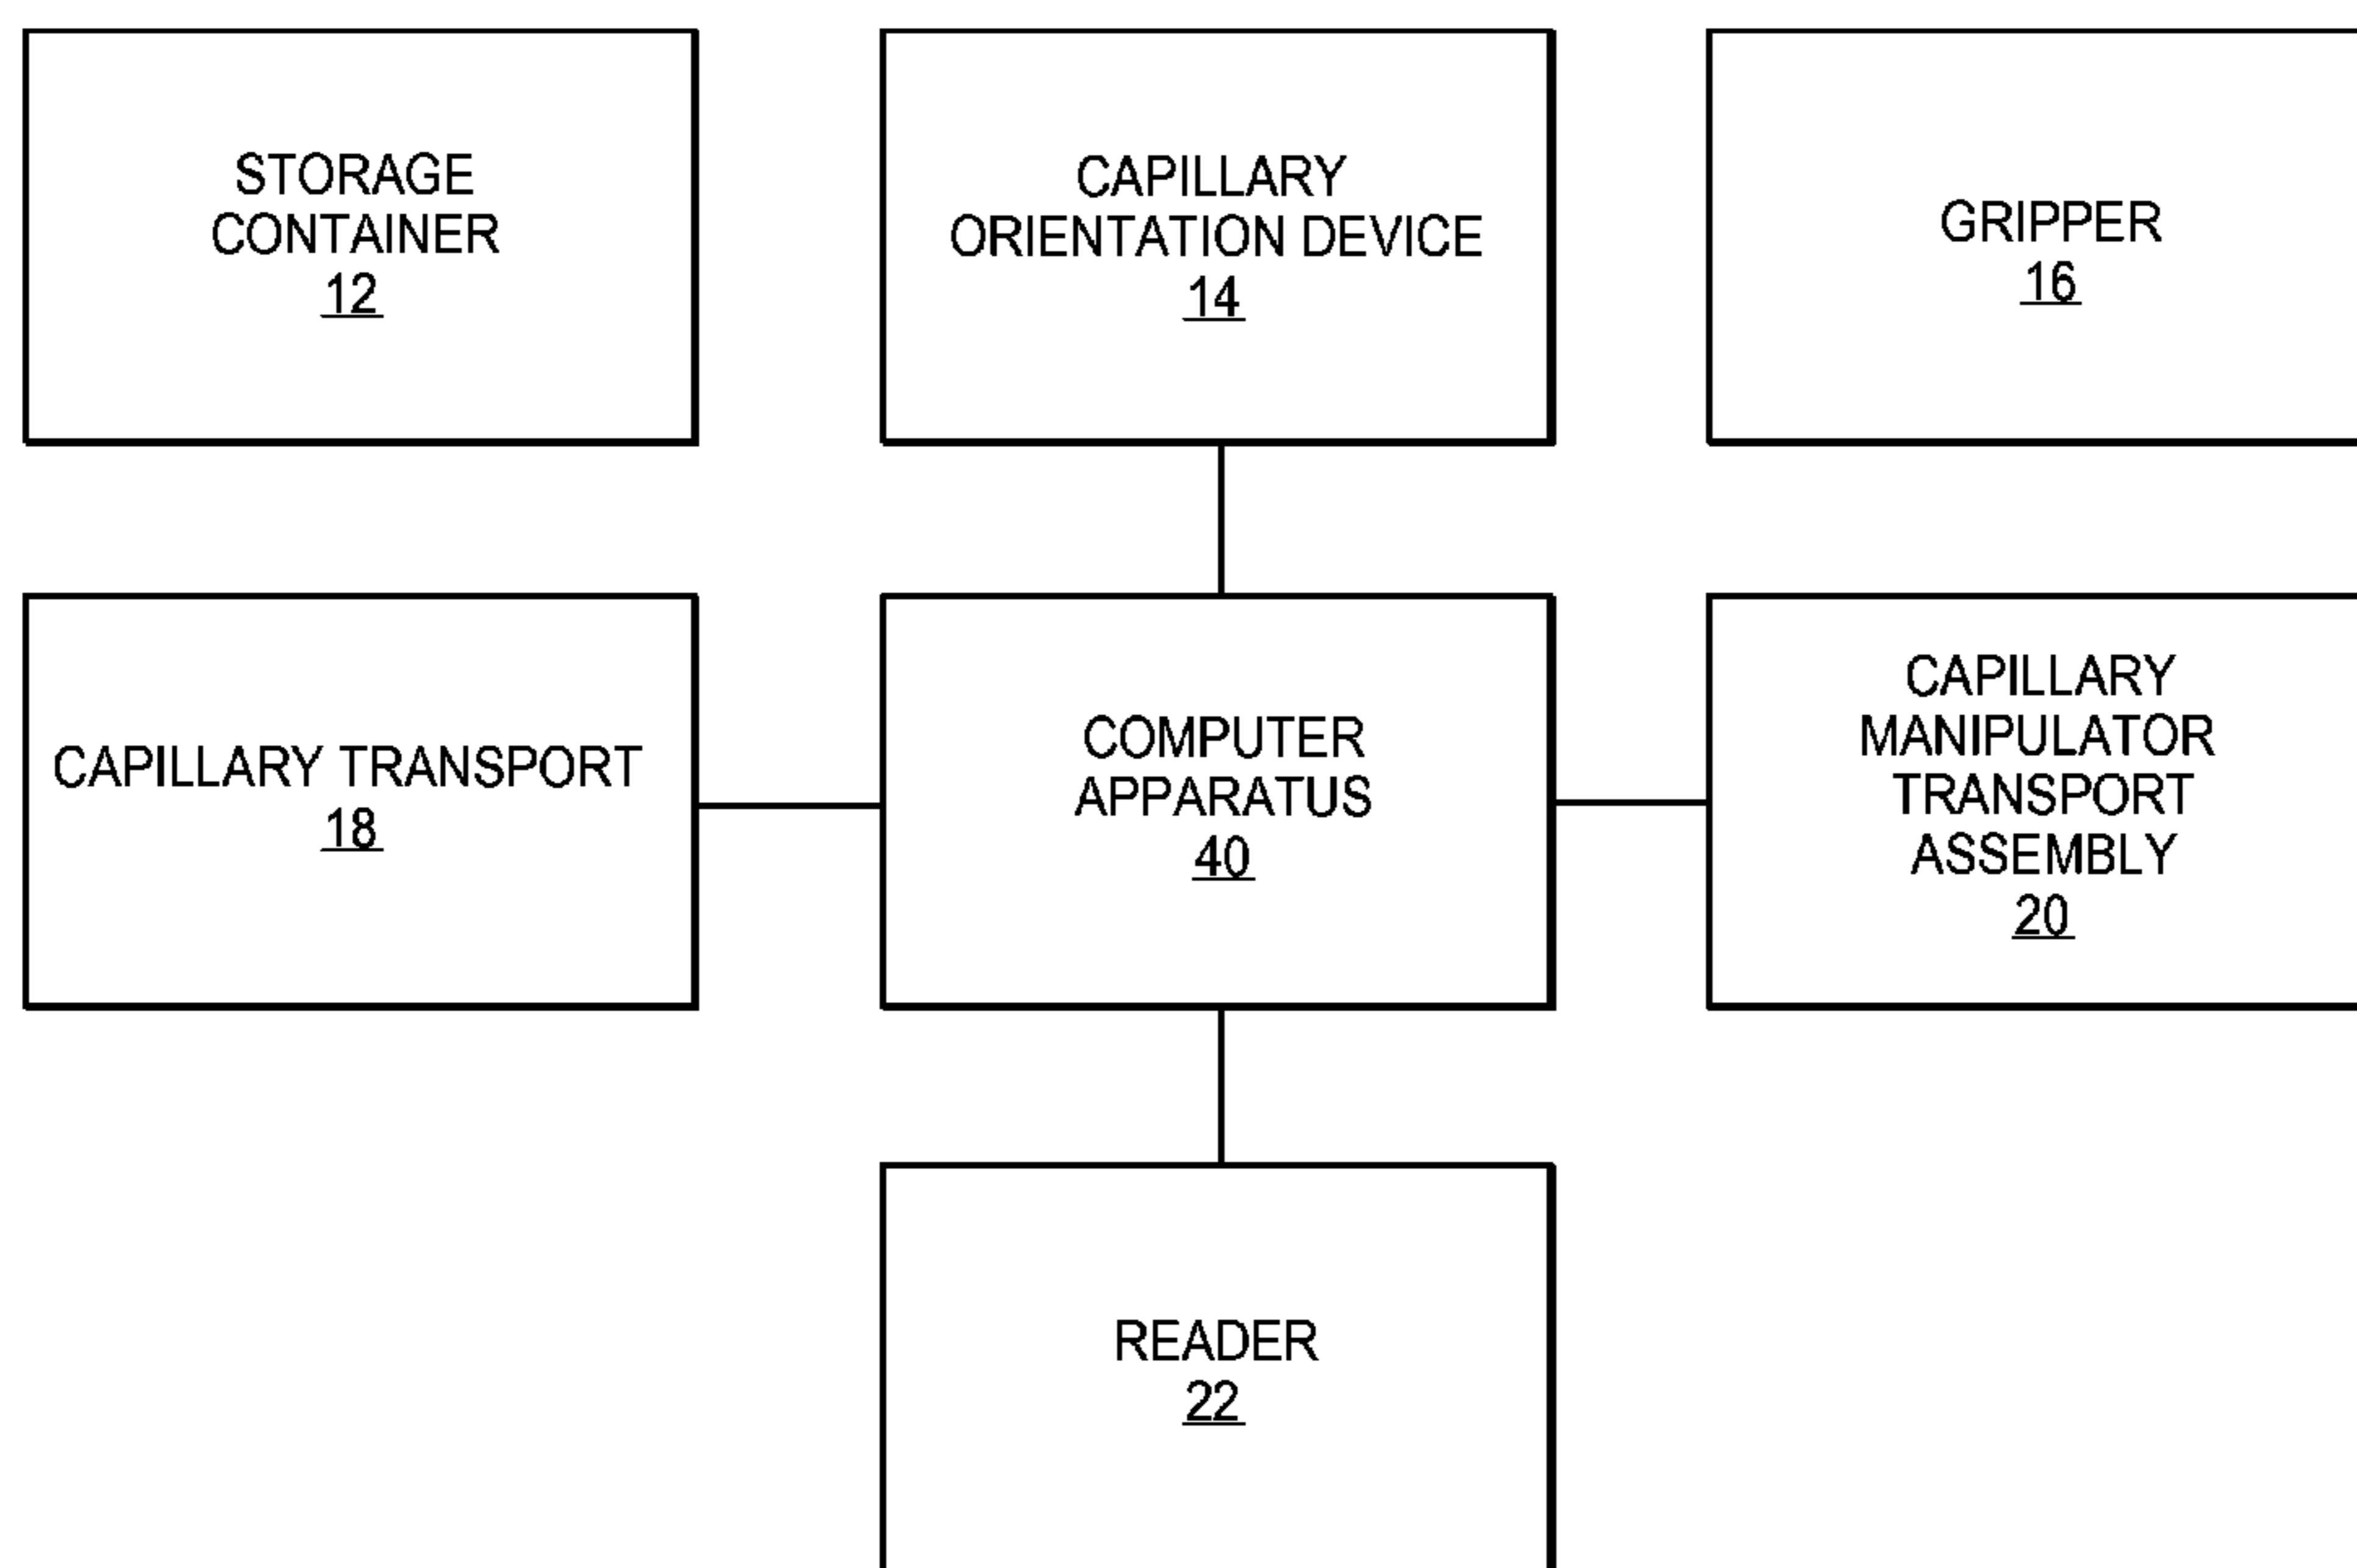 STORAGE
CONTAINER
12
CAPILLARY
ORIENTATION DEVICE
14
GRIPPER
16
CAPILLARY TRANSPORT
18
COMPUTER
APPARATUS
40
CAPILLARY
MANIPULATOR
TRANSPORT
ASSEMBLY
20
READER
22